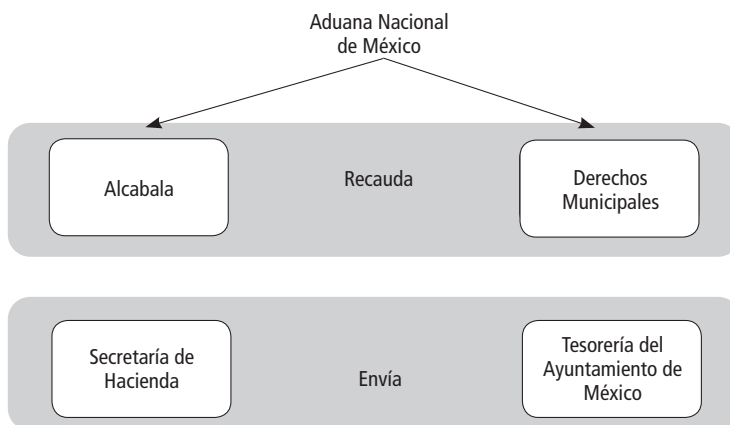 Aduana Nacional
de México
Alcabala
Recauda
Derechos
Municipales
Secretaría de
Hacienda
Envía
Tesorería del
Ayuntamiento de
México